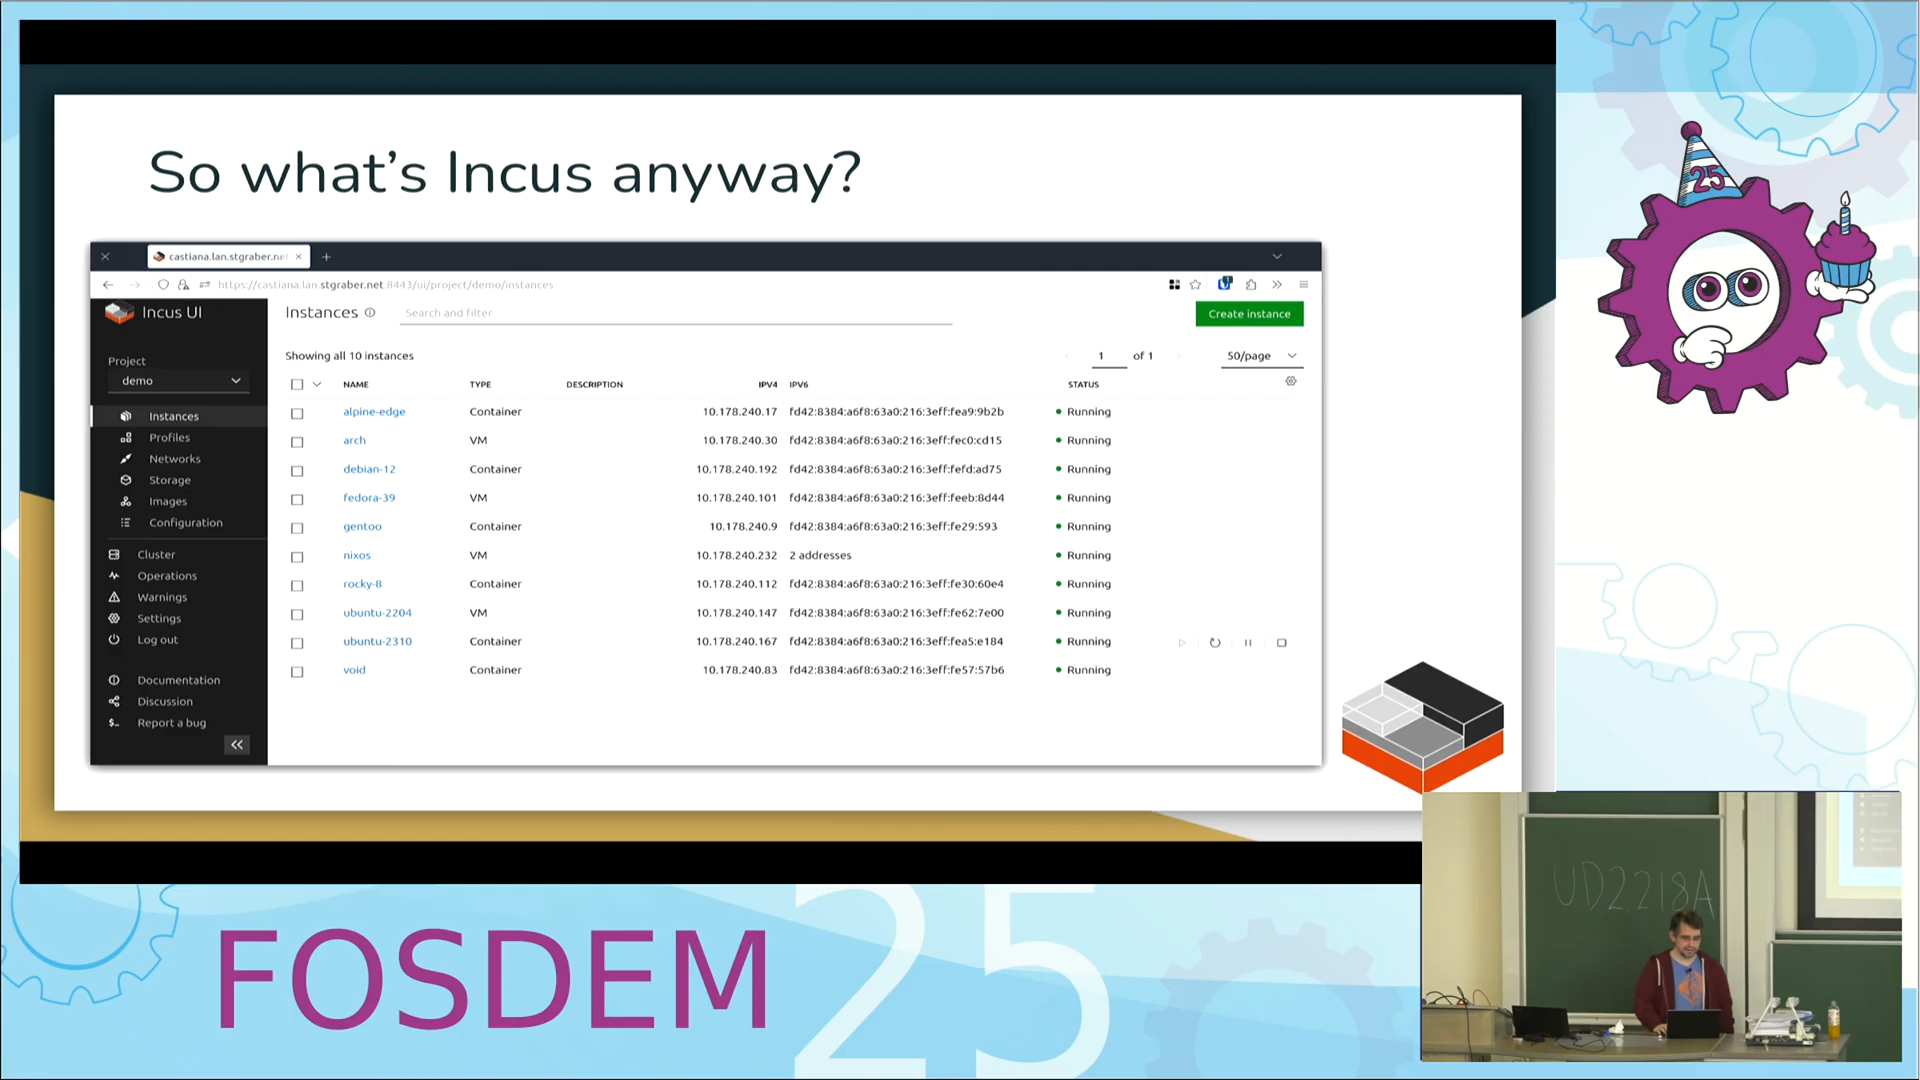 So what's Incus anyway?
castiana.lan.stgraber.net
https://castiana.lan.stgraber.net:8443/ui/project/demo/instances
Incus UI
Instances
Search and filter
Create instance
Project
demo
Showing all 10 instances
1 of 1
50/page
NAME TYPE DESCRIPTION IPV4 IPV6 STATUS
alpine-edge Container 10.178.240.17 fd42:8384:a6f8:63a0:216:3eff:fea9:9b2b Running
arch VM 10.178.240.30 fd42:8384:a6f8:63a0:216:3eff:fec0:cd15 Running
debian-12 Container 10.178.240.192 fd42:8384:a6f8:63a0:216:3eff:fefd:ad75 Running
fedora-39 VM 10.178.240.101 fd42:8384:a6f8:63a0:216:3eff:feeb:8d44 Running
gentoo Container 10.178.240.9 fd42:8384:a6f8:63a0:216:3eff:fe29:593 Running
nixos VM 10.178.240.232 2 addresses Running
rocky-8 Container 10.178.240.112 fd42:8384:a6f8:63a0:216:3eff:fe30:60e4 Running
ubuntu-2204 VM 10.178.240.147 fd42:8384:a6f8:63a0:216:3eff:fe62:7e00 Running
ubuntu-2310 Container 10.178.240.167 fd42:8384:a6f8:63a0:216:3eff:fea5:e184 Running
void Container 10.178.240.83 fd42:8384:a6f8:63a0:216:3eff:fe57:57b6 Running
Instances
Profiles
Networks
Storage
Images
Configuration
Cluster
Operations
Warnings
Settings
Log out
Documentation
Discussion
Report a bug
25
UD2.218A
FOSDEM 25